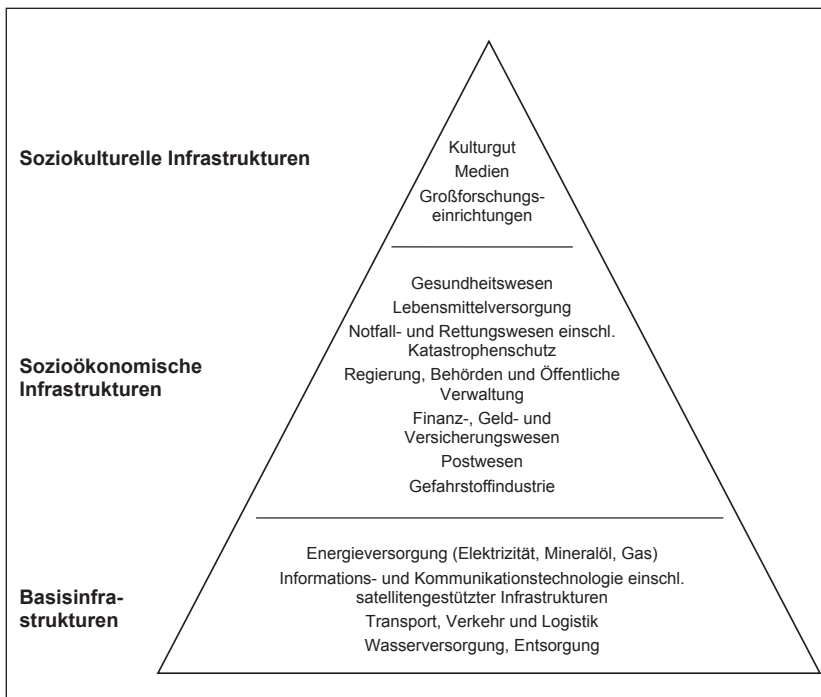 Soziokulturelle Infrastrukturen
Kulturgut
Medien
Großforschungs-
einrichtungen
Sozioökonomische
Infrastrukturen
Gesundheitswesen
Lebensmittelversorgung
Notfall- und Rettungswesen einschl.
Katastrophenschutz
Regierung, Behörden und Öffentliche
Verwaltung
Finanz-, Geld- und
Versicherungswesen
Postwesen
Gefahrstoffindustrie
Basisinfra-
strukturen
Energieversorgung (Elektrizität, Mineralöl, Gas)
Informations- und Kommunikationstechnologie einschl.
satellitengestützter Infrastrukturen
Transport, Verkehr und Logistik
Wasserversorgung, Entsorgung